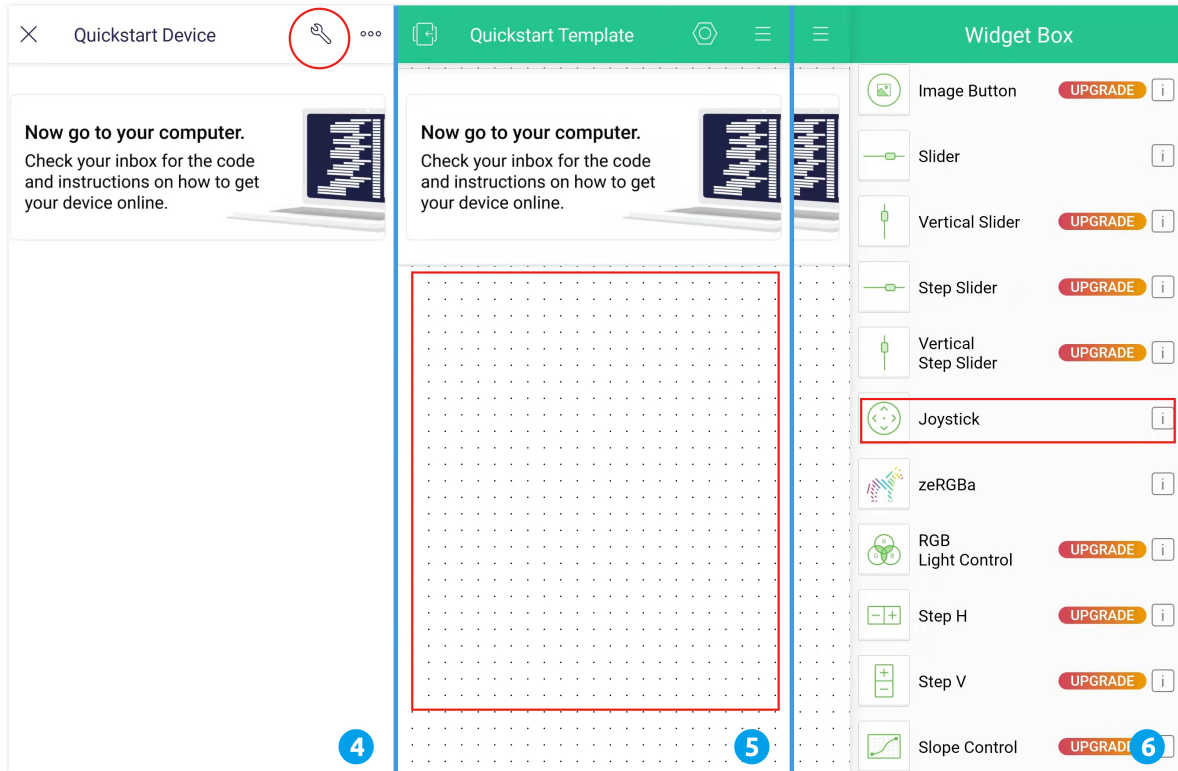 Quickstart Device
Now go to your computer.
Check your inbox for the code
and instructions on how to get
your device online.
4
Quickstart Template
Now go to your computer.
Check your inbox for the code
and instructions on how to get
your device online.
5
Widget Box
Image Button UPGRADE i
Slider i
Vertical Slider UPGRADE i
Step Slider UPGRADE i
Vertical
Step Slider UPGRADE i
Joystick i
zeRGBa i
RGB
Light Control UPGRADE i
Step H UPGRADE i
Step V UPGRADE i
Slope Control UPGRAD
6